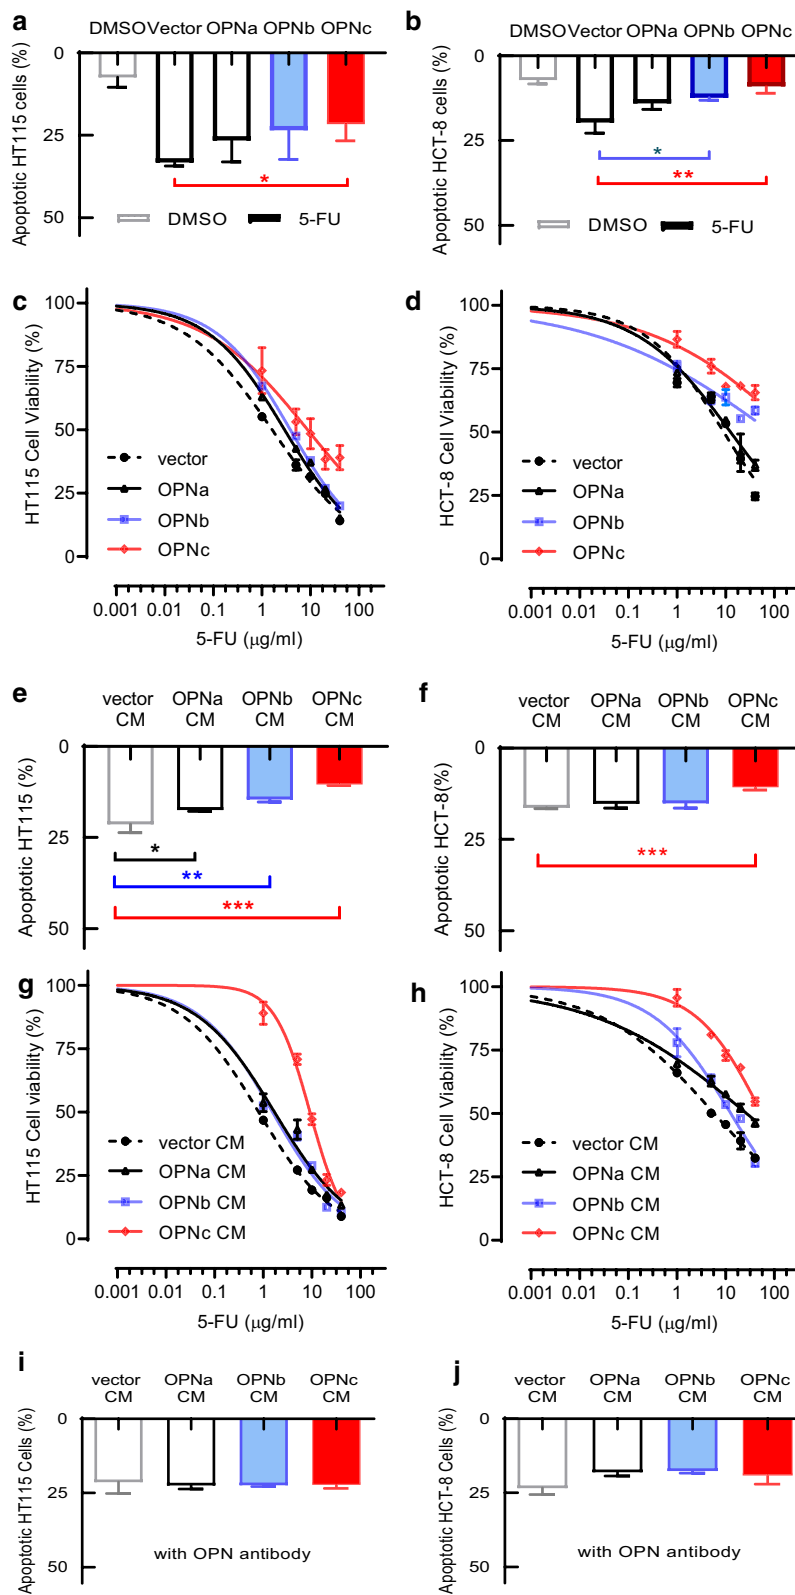 a
DMSO Vector OPNa OPNb OPNc
Apoptotic HT115 cells (%)
0
25
50
*
DMSO 5-FU
b
DMSO Vector OPNa OPNb OPNc
Apoptotic HCT-8 cells (%)
0
25
50
*
**
DMSO 5-FU
c
HT115 Cell Viability (%)
100
75
50
25
0
vector
OPNa
OPNb
OPNc
0.001 0.01 0.1 1 10 100
5-FU (μg/ml)
d
HCT-8 Cell Viability (%)
100
75
50
25
0
vector
OPNa
OPNb
OPNc
0.001 0.01 0.1 1 10 100
5-FU (μg/ml)
e
vector OPNa OPNb OPNc
CM CM CM CM
Apoptotic HT115 (%)
0
25
50
*
**
***
f
vector OPNa OPNb OPNc
CM CM CM CM
Apoptotic HCT-8(%)
0
25
50
***
g
HT115 Cell viability (%)
100
75
50
25
0
vector CM
OPNa CM
OPNb CM
OPNc CM
0.001 0.01 0.1 1 10 100
5-FU (μg/ml)
h
HCT-8 Cell Viability (%)
100
75
50
25
0
vector CM
OPNa CM
OPNb CM
OPNc CM
0.001 0.01 0.1 1 10 100
5-FU (μg/ml)
i
vector OPNa OPNb OPNc
CM CM CM CM
Apoptotic HT115 Cells (%)
0
25
50
with OPN antibody
j
vector OPNa OPNb OPNc
CM CM CM CM
Apoptotic HCT-8 Cells (%)
0
25
50
with OPN antibody